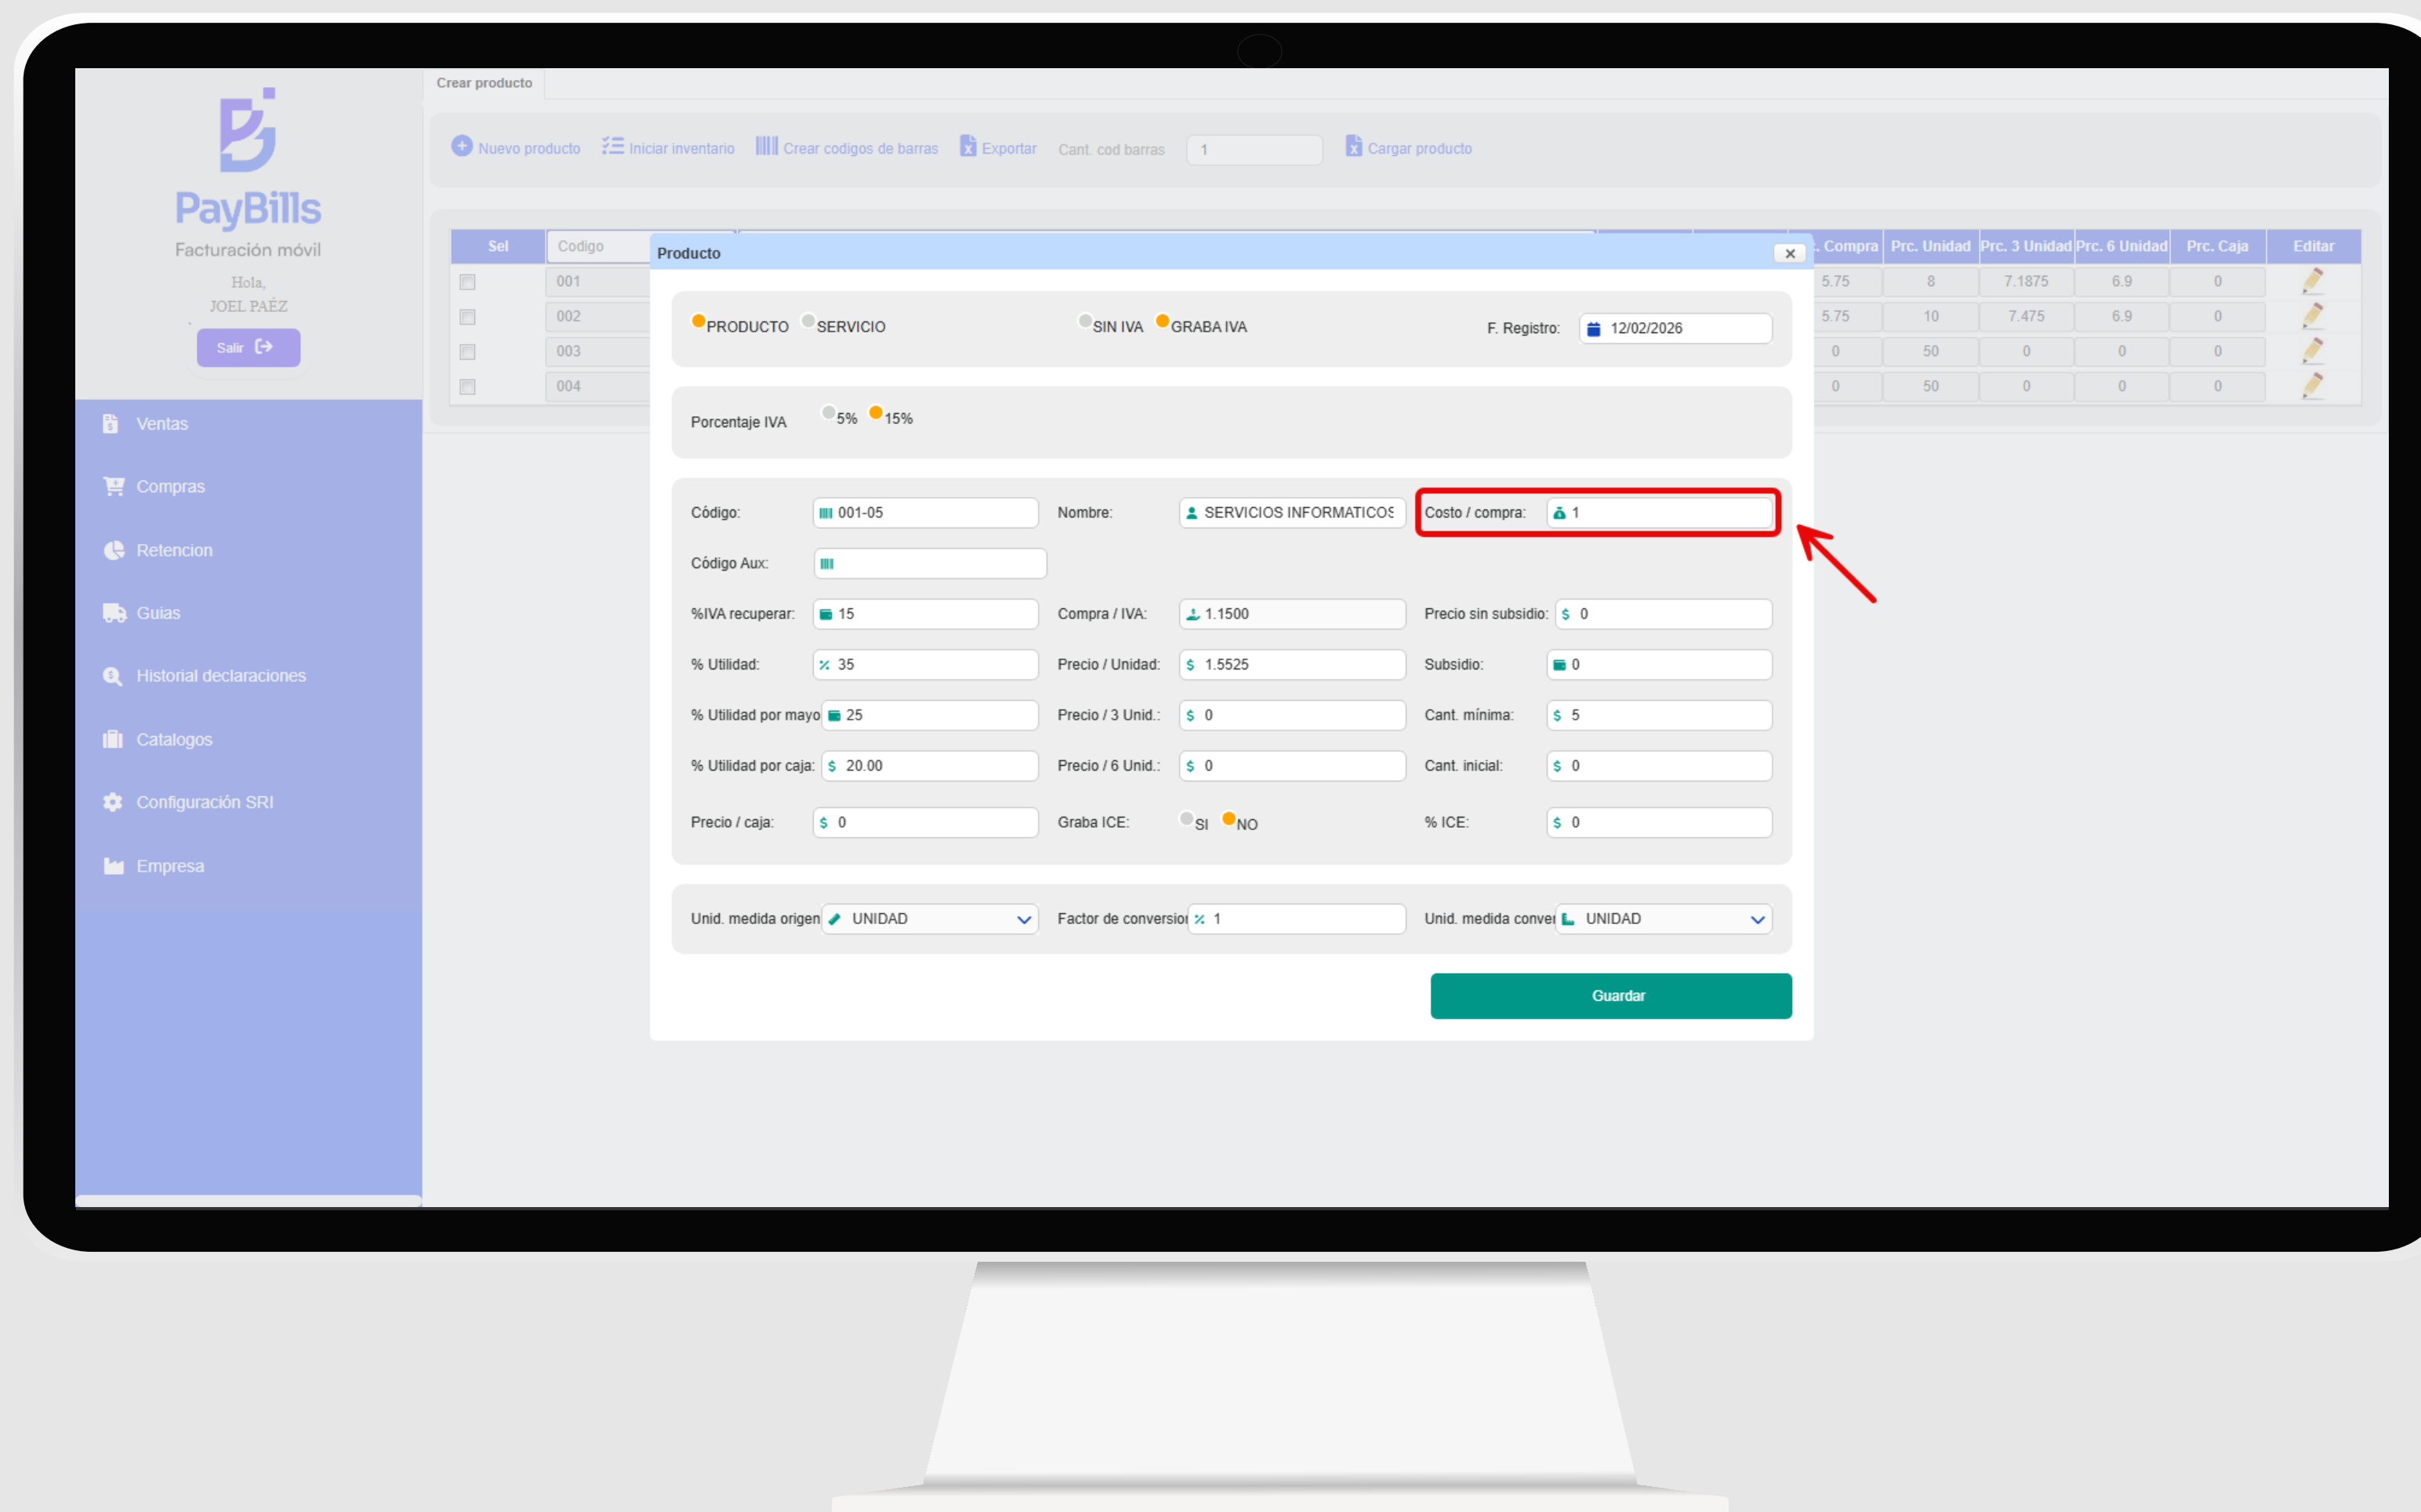 Crear producto
Nuevo producto Iniciar inventario Crear codigos de barras Exportar Cant. cod barras 1 Cargar producto
PayBills
Facturación móvil
Hola,
JOEL PAÉZ
Salir
Ventas
Compras
Retencion
Guias
Historial declaraciones
Catalogos
Configuración SRI
Empresa
Sel Codigo . Compra Prc. Unidad Prc. 3 Unidad Prc. 6 Unidad Prc. Caja Editar
001 5.75 8 7.1875 6.9 0
002 5.75 10 7.475 6.9 0
003 0 50 0 0 0
004 0 50 0 0 0
Producto
PRODUCTO SERVICIO SIN IVA GRABA IVA F. Registro: 12/02/2026
Porcentaje IVA 5% 15%
Código: 001-05 Nombre: SERVICIOS INFORMATICOS Costo / compra: 1
Código Aux:
%IVA recuperar: 15 Compra / IVA: 1.1500 Precio sin subsidio: $ 0
% Utilidad: % 35 Precio / Unidad: $ 1.5525 Subsidio: 0
% Utilidad por mayo 25 Precio / 3 Unid.: $ 0 Cant. mínima: $ 5
% Utilidad por caja: $ 20.00 Precio / 6 Unid.: $ 0 Cant. inicial: $ 0
Precio / caja: $ 0 Graba ICE: SI NO % ICE: $ 0
Unid. medida origen UNIDAD Factor de conversion % 1 Unid. medida conver UNIDAD
Guardar